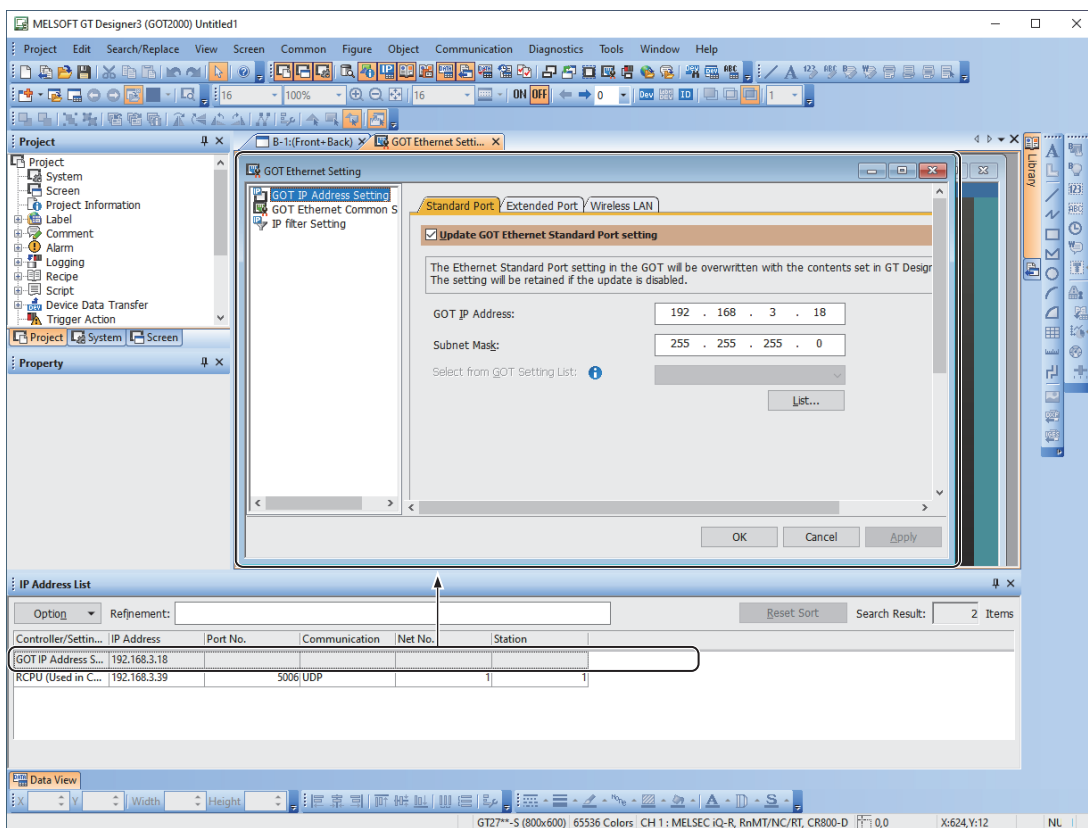 MELSOFT GT Designer3 (GOT2000) Untitled1
Project Edit Search/Replace View Screen Common Figure Object Communication Diagnostics Tools Window Help
16 100% 16 ON OFF 0 Dev ID 1
Project
B-1:(Front+Back) GOT Ethernet Setti...
Project
System
Screen
Project Information
Label
Comment
Alarm
Logging
Recipe
Script
Device Data Transfer
Trigger Action
Project System Screen
Property
GOT Ethernet Setting
GOT IP Address Setting
GOT Ethernet Common S
IP filter Setting
Standard Port Extended Port Wireless LAN
Update GOT Ethernet Standard Port setting
The Ethernet Standard Port setting in the GOT will be overwritten with the contents set in GT Design
The setting will be retained if the update is disabled.
GOT IP Address: 192 . 168 . 3 . 18
Subnet Mask: 255 . 255 . 255 . 0
Select from GOT Setting List:
List...
OK Cancel Apply
Library
IP Address List
Option Refinement: Reset Sort Search Result: 2 Items
Controller/Settin... IP Address Port No. Communication Net No. Station
GOT IP Address S... 192.168.3.18
RCPU (Used in C... 192.168.3.39 5006 UDP 1 1
Data View
X Y Width Height
GT27**-S (800x600) 65536 Colors CH 1 : MELSEC iQ-R, RnMT/NC/RT, CR800-D 0,0 X:624,Y:12 NU